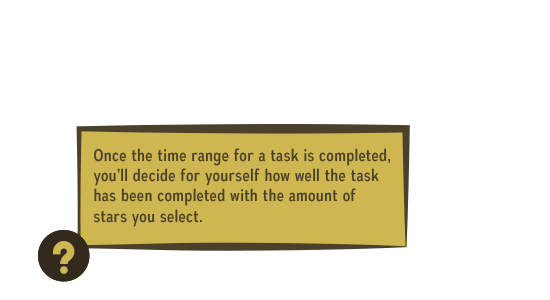 Once the time range for a task is completed,
you'll decide for yourself how well the task
has been completed with the amount of
stars you select.
?